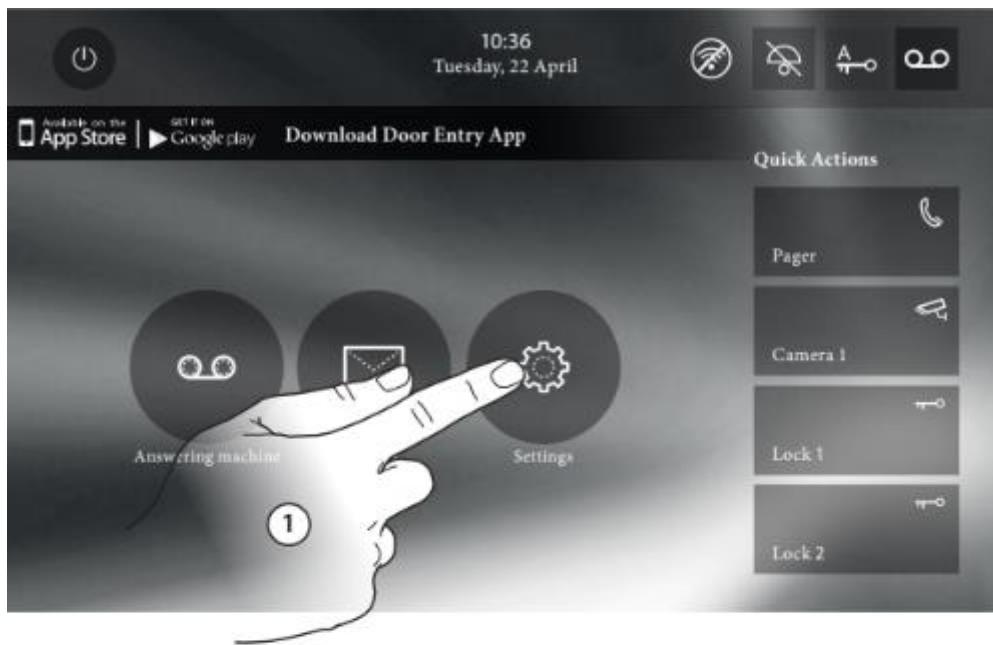 10:36
Tuesday, 22 April
A
Available on the
App Store
GET IT ON
Google play
Download Door Entry App
Quick Actions
Pager
Camera 1
Lock 1
Lock 2
Answering machine
Settings
1